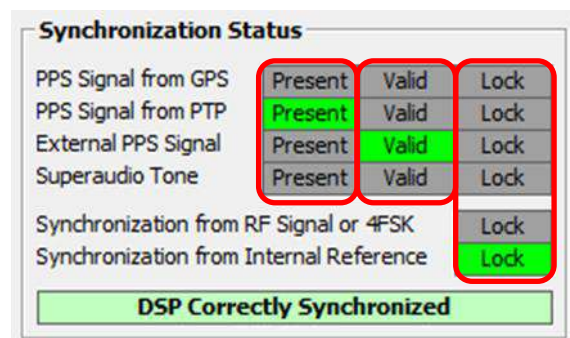 Synchronization Status
PPS Signal from GPS Present Valid Lock
PPS Signal from PTP Present Valid Lock
External PPS Signal Present Valid Lock
Superaudio Tone Present Valid Lock
Synchronization from RF Signal or 4FSK Lock
Synchronization from Internal Reference Lock
DSP Correctly Synchronized